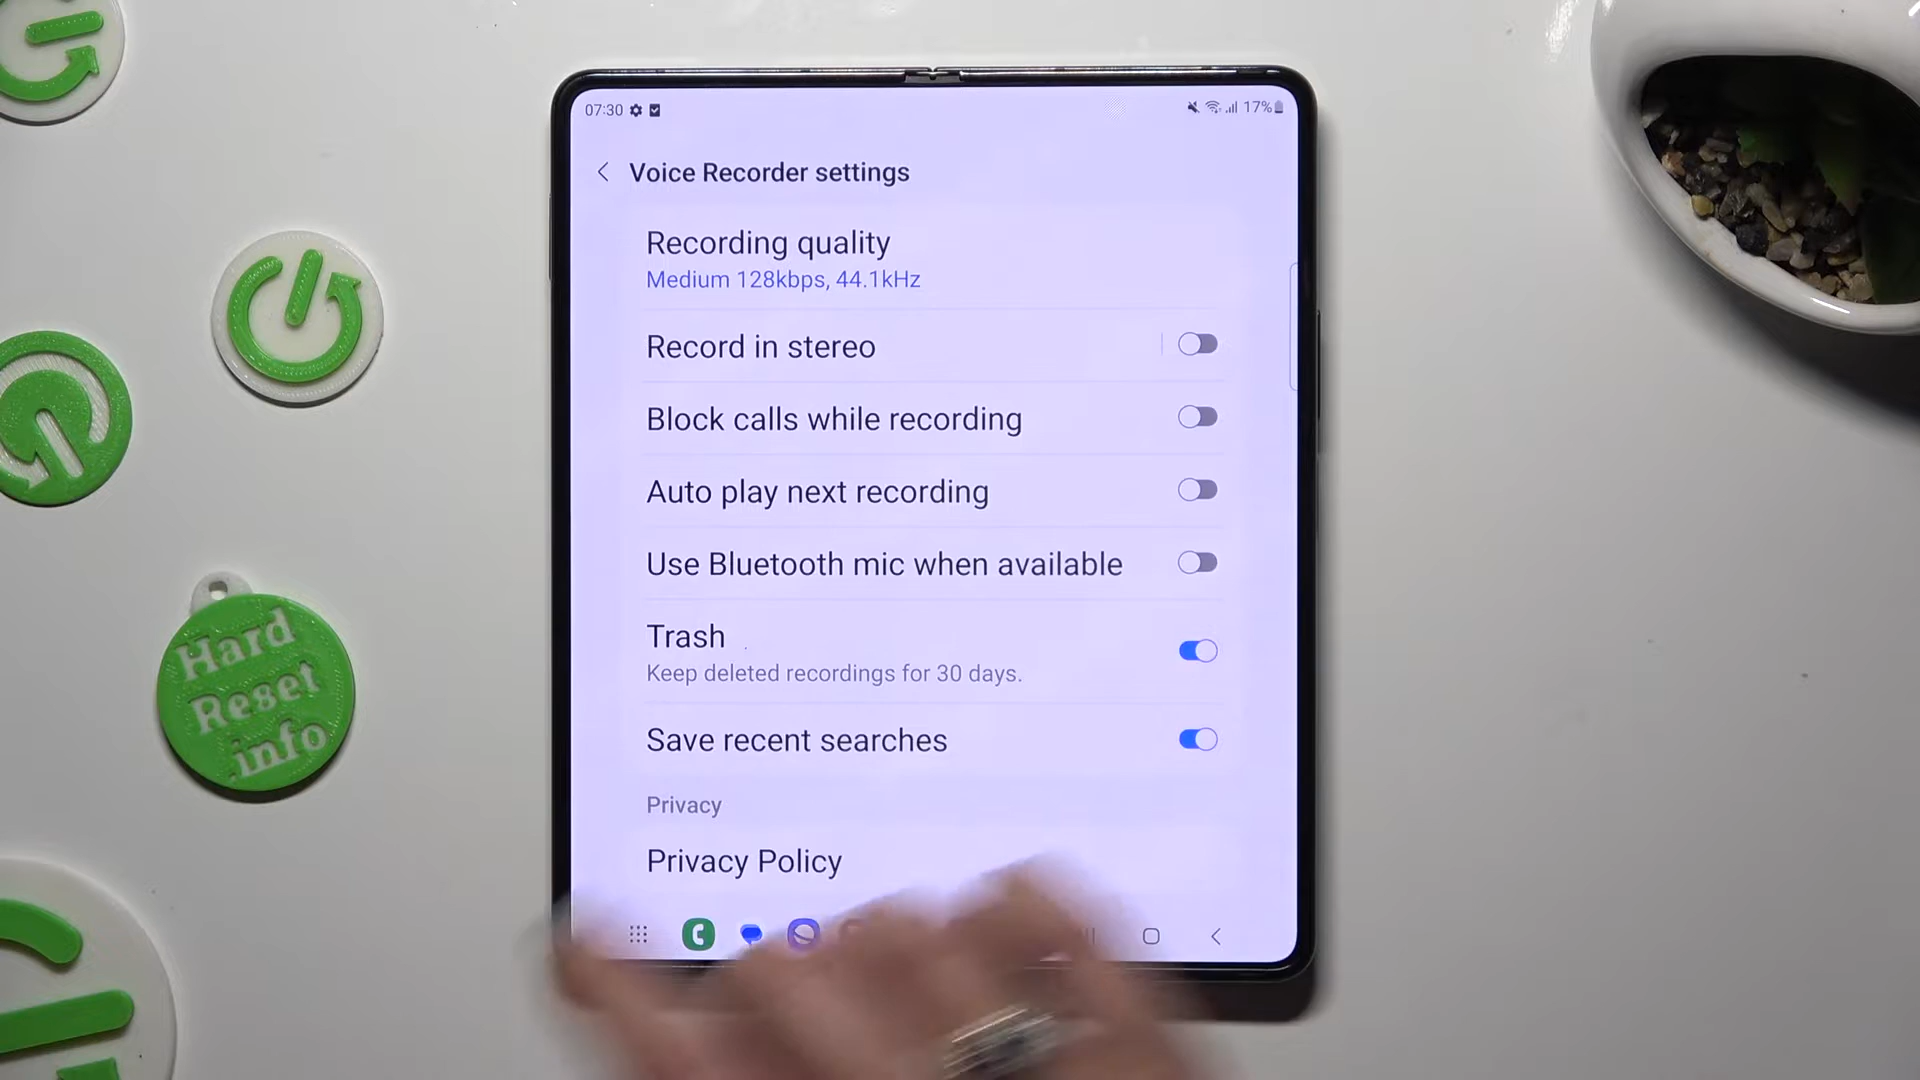 07:30
17%
Voice Recorder settings
Recording quality
Medium 128kbps, 44.1kHz
Record in stereo
Block calls while recording
Auto play next recording
Use Bluetooth mic when available
Trash
Keep deleted recordings for 30 days.
Save recent searches
Privacy
Privacy Policy
Hard
Reset
.info